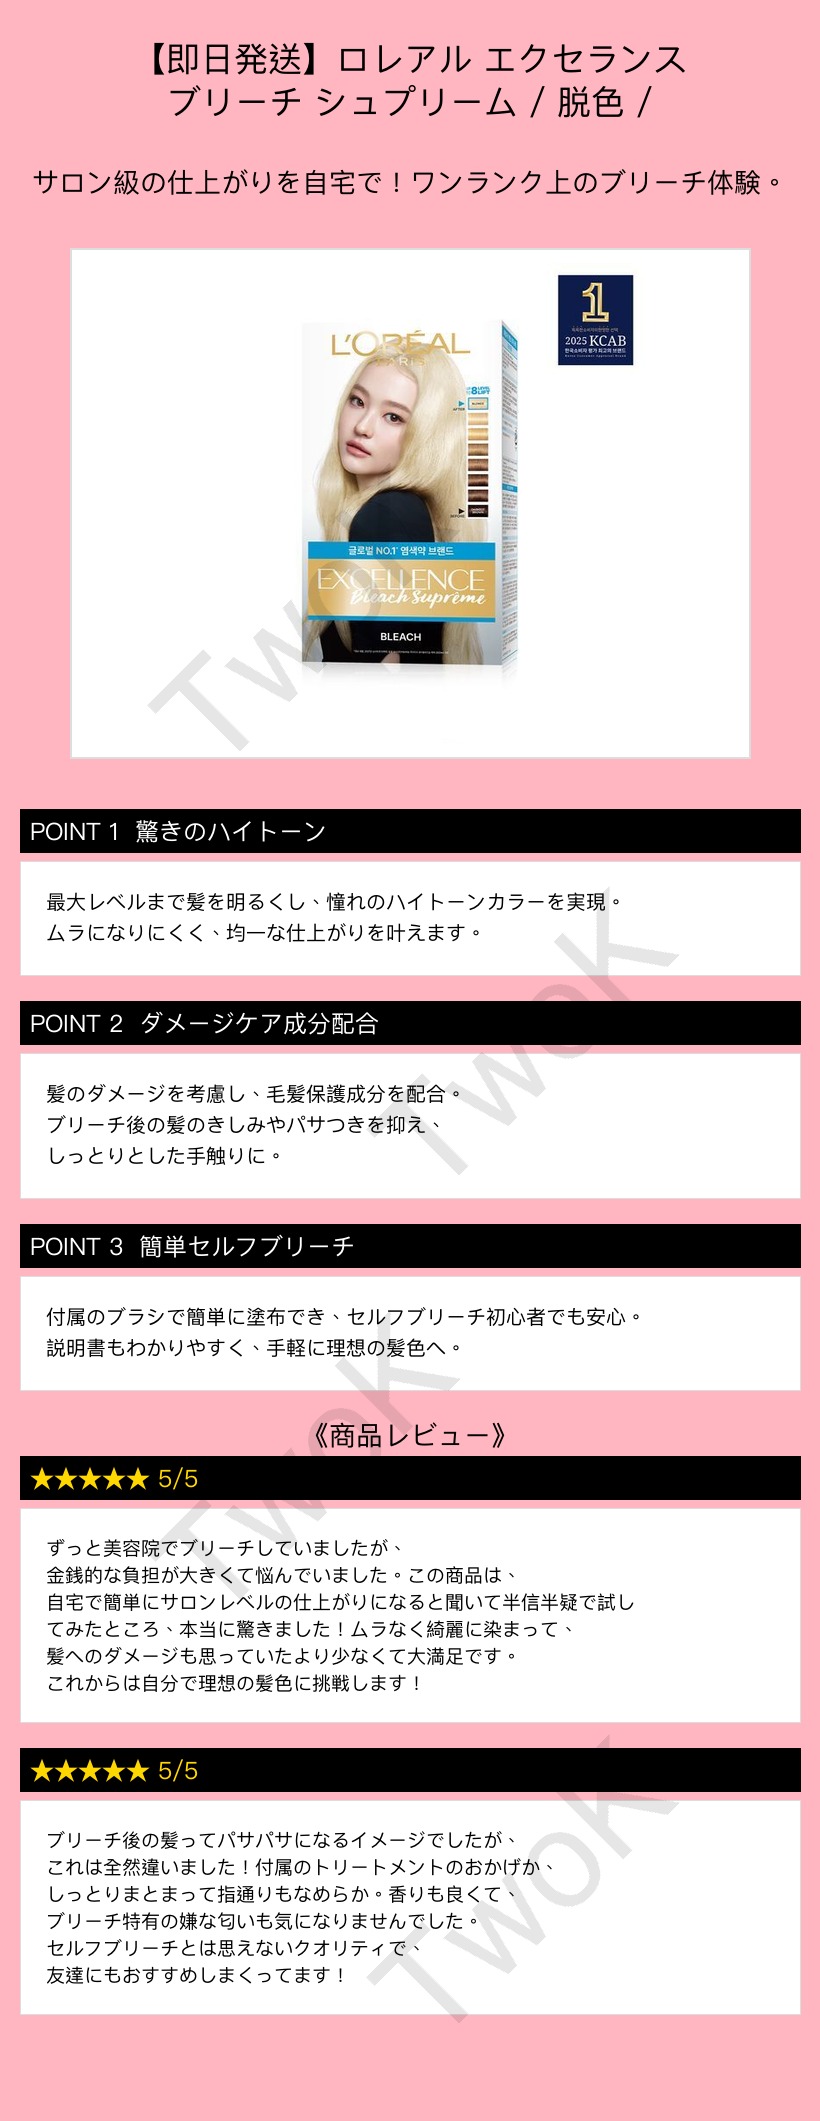 【即日発送】ロレアル エクセランス
ブリーチ シュプリーム / 脱色 /
サロン級の仕上がりを自宅で！ワンランク上のブリーチ体験。
1
2025 KCAB
한국소비자 평가 최고의 브랜드
L'ORÉAL
PARIS
8 LEVEL LIFT
AFTER
BEFORE
글로벌 NO.1* 염색약 브랜드
EXCELLENCE
Bleach Suprême
BLEACH
TwoK
POINT 1 驚きのハイトーン
最大レベルまで髪を明るくし、憧れのハイトーンカラーを実現。
ムラになりにくく、均一な仕上がりを叶えます。
POINT 2 ダメージケア成分配合
髪のダメージを考慮し、毛髪保護成分を配合。
ブリーチ後の髪のきしみやパサつきを抑え、
しっとりとした手触りに。
TwoK
POINT 3 簡単セルフブリーチ
付属のブラシで簡単に塗布でき、セルフブリーチ初心者でも安心。
説明書もわかりやすく、手軽に理想の髪色へ。
《商品レビュー》
TwoK
★★★★★ 5/5
ずっと美容院でブリーチしていましたが、
金銭的な負担が大きくて悩んでいました。この商品は、
自宅で簡単にサロンレベルの仕上がりになると聞いて半信半疑で試し
てみたところ、本当に驚きました！ムラなく綺麗に染まって、
髪へのダメージも思っていたより少なくて大満足です。
これからは自分で理想の髪色に挑戦します！
★★★★★ 5/5
ブリーチ後の髪ってパサパサになるイメージでしたが、
これは全然違いました！付属のトリートメントのおかげか、
しっとりまとまって指通りもなめらか。香りも良くて、
ブリーチ特有の嫌な匂いも気になりませんでした。
セルフブリーチとは思えないクオリティで、
友達にもおすすめしまくってます！
TwoK